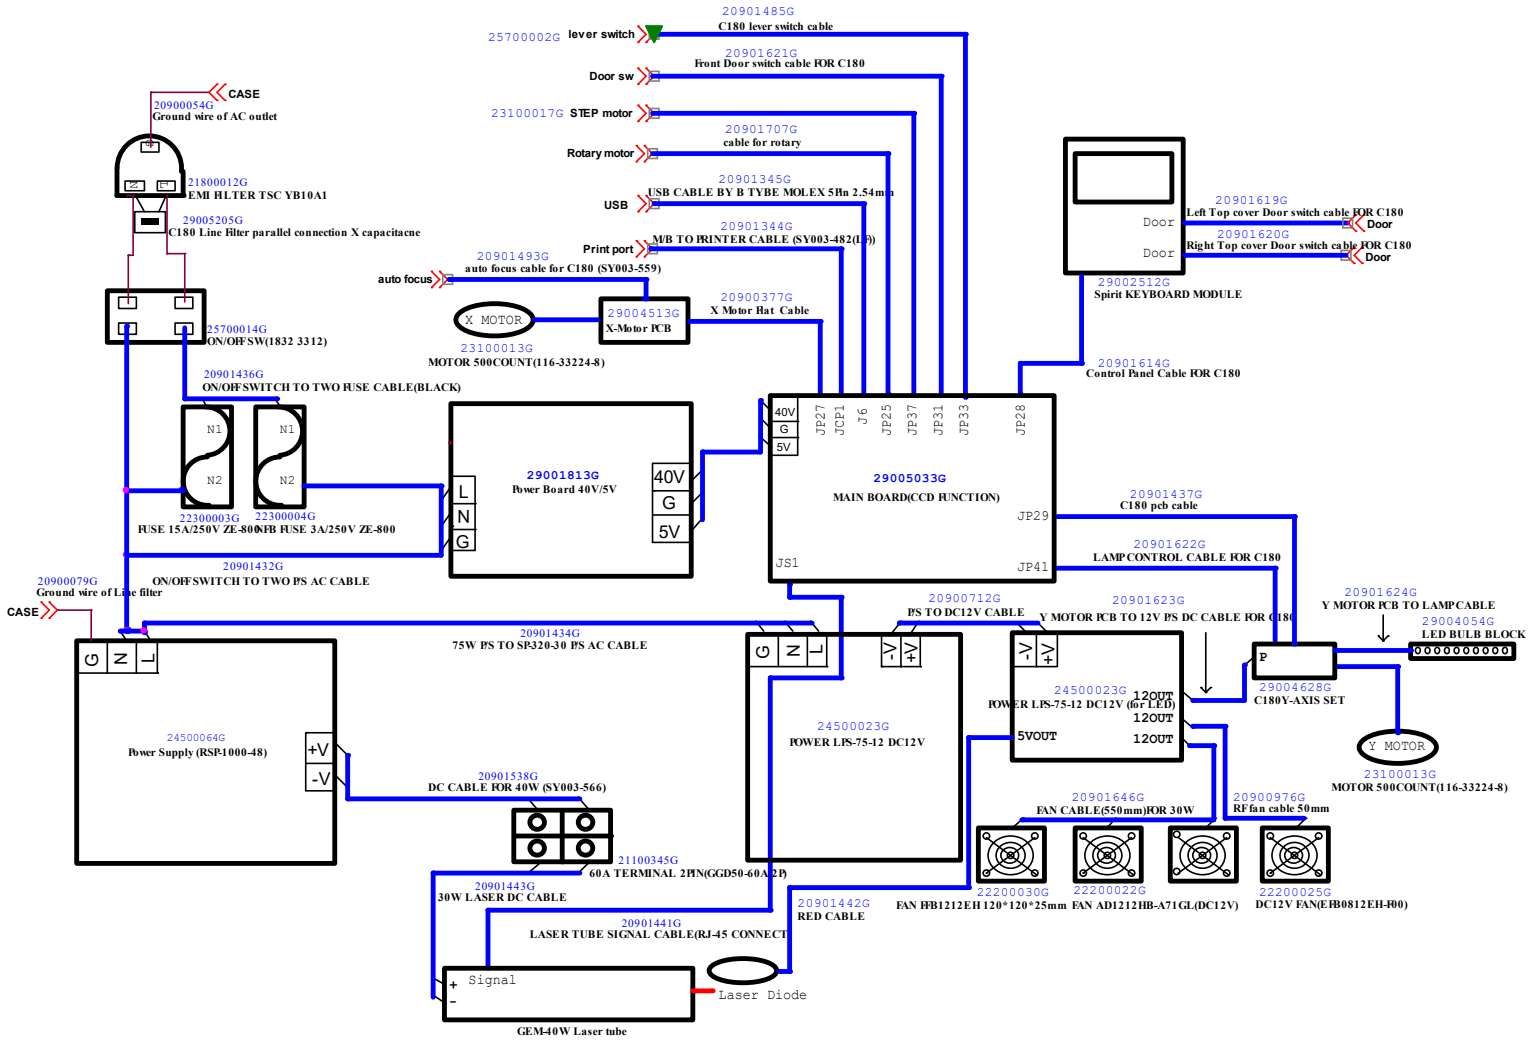 20901485G
C180 lever switch cable
25700002G
lever switch
20901621G
Front Door switch cable FOR C180
Door sw
23100017G
STEP motor
20901707G
cable for rotary
Rotary motor
20901345G
USB CABLE BY B TYBE MOLEX 5Pin 2.54mm
USB
20901344G
M/B TO PRINTER CABLE (SY003-482(LF))
Print port
20901493G
auto focus cable for C180 (SY003-559)
auto focus
CASE
20900054G
Ground wire of AC outlet
G
N
L
21800012G
EMI FILTER TSC YB10A1
29005205G
C180 Line Filter parallel connection X capacitacne
25700014G
ON/OFF SW(1832 3312)
20901436G
ON/OFF SWITCH TO TWO FUSE CABLE(BLACK)
X MOTOR
23100013G
MOTOR 500COUNT(116-33224-8)
29004513G
X-Motor PCB
20900377G
X Motor Flat Cable
Door
Door
20901619G
Left Top cover Door switch cable FOR C180
Door
20901620G
Right Top cover Door switch cable FOR C180
Door
29002512G
Spirit KEYBOARD MODULE
20901614G
Control Panel Cable FOR C180
N1
N2
N1
N2
22300003G
FUSE 15A/250V ZE-800
22300004G
NFB FUSE 3A/250V ZE-800
L
N
G
29001813G
Power Board 40V/5V
40V
G
5V
40V
G
5V
JP27
JCP1
J6
JP25
JP37
JP31
JP33
JP28
29005033G
MAIN BOARD(CCD FUNCTION)
JP29
JP41
JS1
20901437G
C180 pcb cable
20901622G
LAMP CONTROL CABLE FOR C180
20901432G
ON/OFF SWITCH TO TWO P/S AC CABLE
20900079G
Ground wire of Line filter
CASE
G
N
L
20901434G
75W P/S TO SP-320-30 P/S AC CABLE
24500064G
Power Supply (RSP-1000-48)
+V
-V
20900712G
P/S TO DC12V CABLE
20901623G
Y MOTOR PCB TO 12V P/S DC CABLE FOR C180
20901624G
Y MOTOR PCB TO LAMP CABLE
29004054G
LED BULB BLOCK
G
N
L
-V
+V
24500023G
POWER LPS-75-12 DC12V
-V
+V
24500023G
POWER LPS-75-12 DC12V (for LED)
12OUT
12OUT
12OUT
5VOUT
P
29004628G
C180Y-AXIS SET
Y MOTOR
23100013G
MOTOR 500COUNT(116-33224-8)
20901538G
DC CABLE FOR 40W (SY003-566)
21100345G
60A TERMINAL 2PIN(GGD50-60A/2P)
20901443G
30W LASER DC CABLE
20901441G
LASER TUBE SIGNAL CABLE(RJ-45 CONNECT
20901442G
RED CABLE
20901646G
FAN CABLE(550mm)FOR 30W
20900976G
RF fan cable 50mm
22200030G
FAN FFB1212EH 120*120*25mm
22200022G
FAN AD1212HB-A71GL(DC12V)
22200025G
DC12V FAN(EFB0812EH-F00)
Signal
+
-
GEM-40W Laser tube
Laser Diode